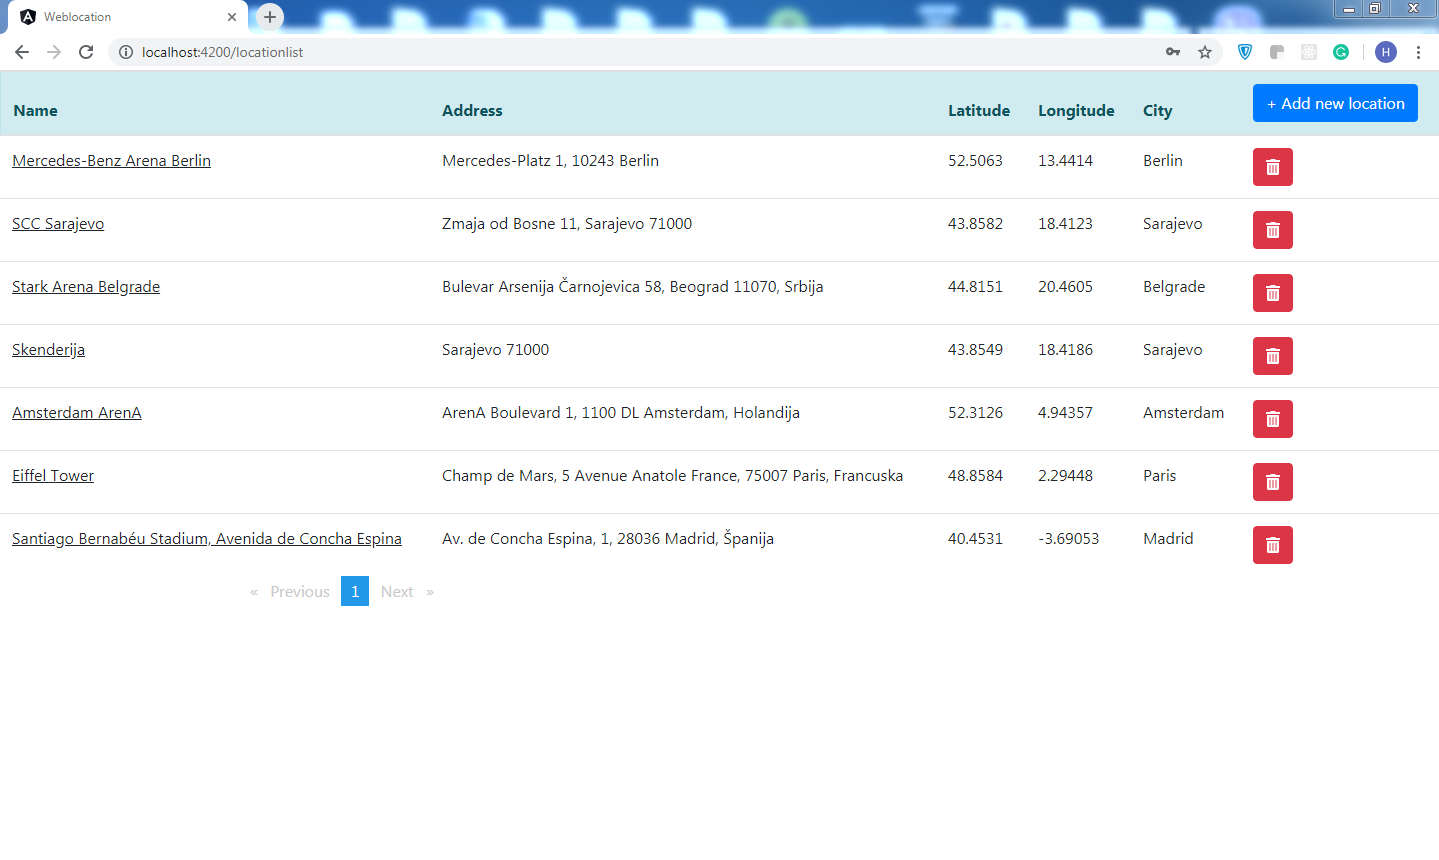 Weblocation
localhost:4200/locationlist
H
Name Address Latitude Longitude City + Add new location
Mercedes-Benz Arena Berlin Mercedes-Platz 1, 10243 Berlin 52.5063 13.4414 Berlin
SCC Sarajevo Zmaja od Bosne 11, Sarajevo 71000 43.8582 18.4123 Sarajevo
Stark Arena Belgrade Bulevar Arsenija Čarnojevica 58, Beograd 11070, Srbija 44.8151 20.4605 Belgrade
Skenderija Sarajevo 71000 43.8549 18.4186 Sarajevo
Amsterdam ArenA ArenA Boulevard 1, 1100 DL Amsterdam, Holandija 52.3126 4.94357 Amsterdam
Eiffel Tower Champ de Mars, 5 Avenue Anatole France, 75007 Paris, Francuska 48.8584 2.29448 Paris
Santiago Bernabéu Stadium, Avenida de Concha Espina Av. de Concha Espina, 1, 28036 Madrid, Španija 40.4531 -3.69053 Madrid
« Previous 1 Next »